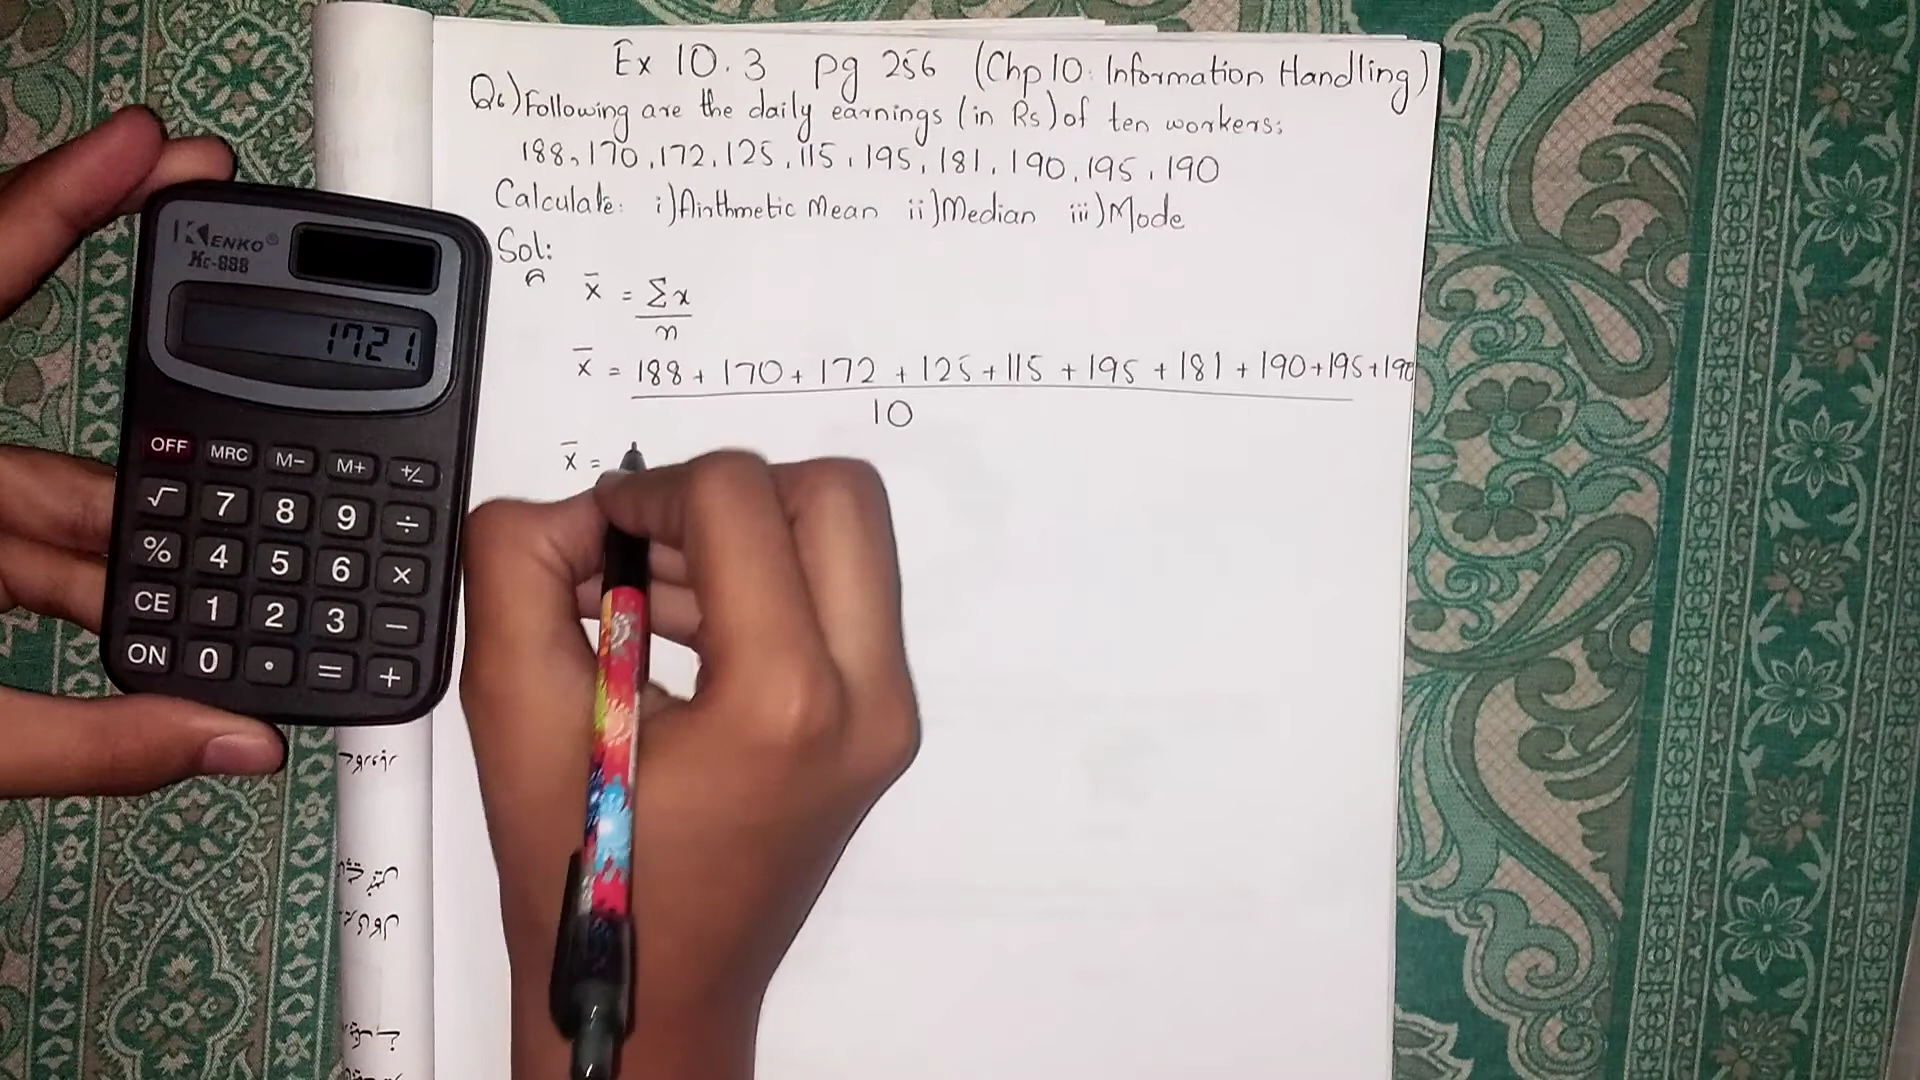 Ex 10.3 pg 256 (Chp 10: Information Handling)
Q6) Following are the daily earnings (in Rs) of ten workers:
188, 170, 172, 125, 115, 195, 181, 190, 195, 190
Calculate: i) Airthmetic Mean ii) Median iii) Mode
Sol:
x̄ = Σx
n
x̄ = 188 + 170 + 172 + 125 + 115 + 195 + 181 + 190 + 195 + 190
10
x̄ =
KENKO®
Kc-888
1721.
OFF MRC M− M+ +/−
√ 7 8 9 ÷
% 4 5 6 ×
CE 1 2 3 −
ON 0 · = +